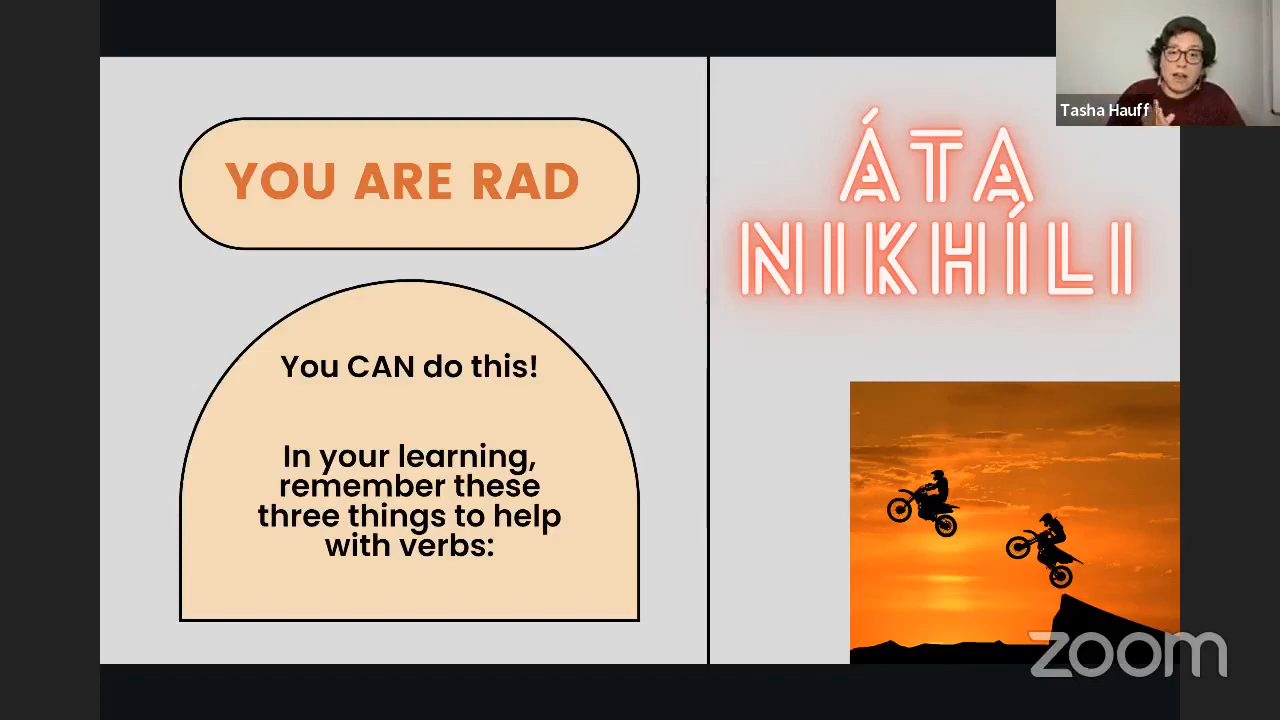 YOU ARE RAD
You CAN do this!
In your learning,
remember these
three things to help
with verbs:
ÁTA
NIKHÍLI
Tasha Hauff
zoom